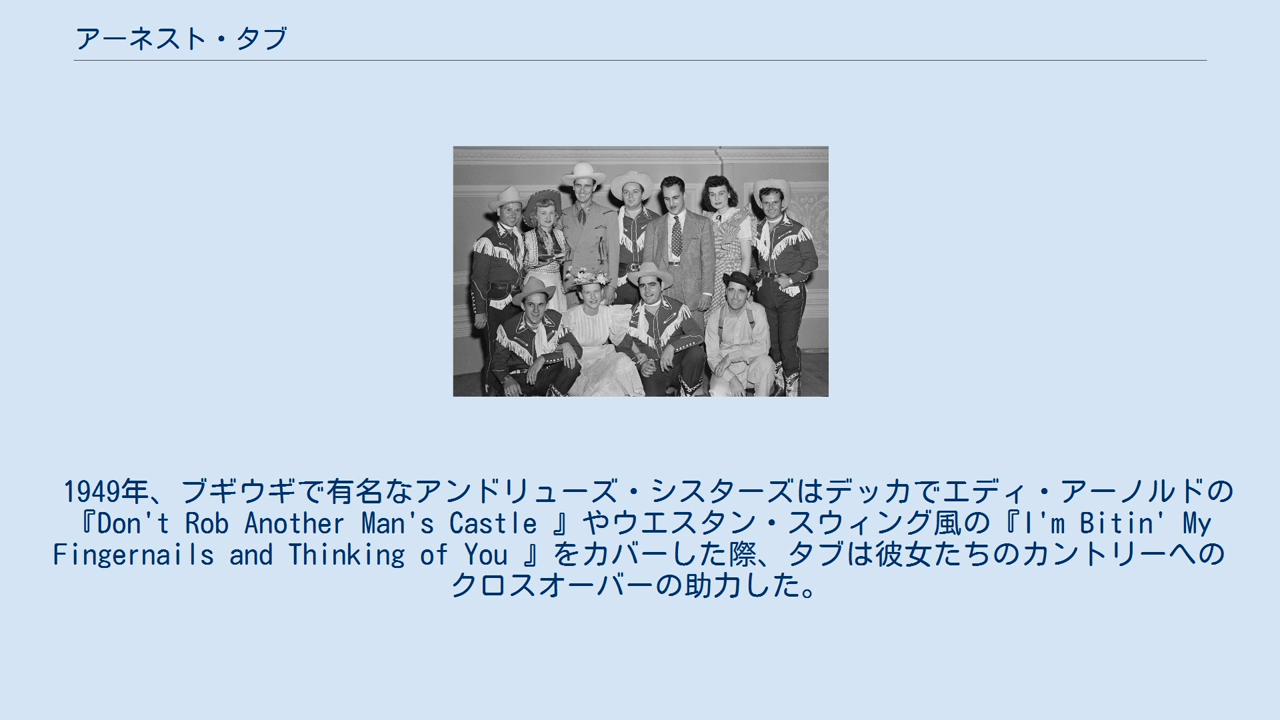 アーネスト・タブ
1949年、ブギウギで有名なアンドリューズ・シスターズはデッカでエディ・アーノルドの
『Don't Rob Another Man's Castle 』やウエスタン・スウィング風の『I'm Bitin' My
Fingernails and Thinking of You 』をカバーした際、タブは彼女たちのカントリーへの
クロスオーバーの助力した。